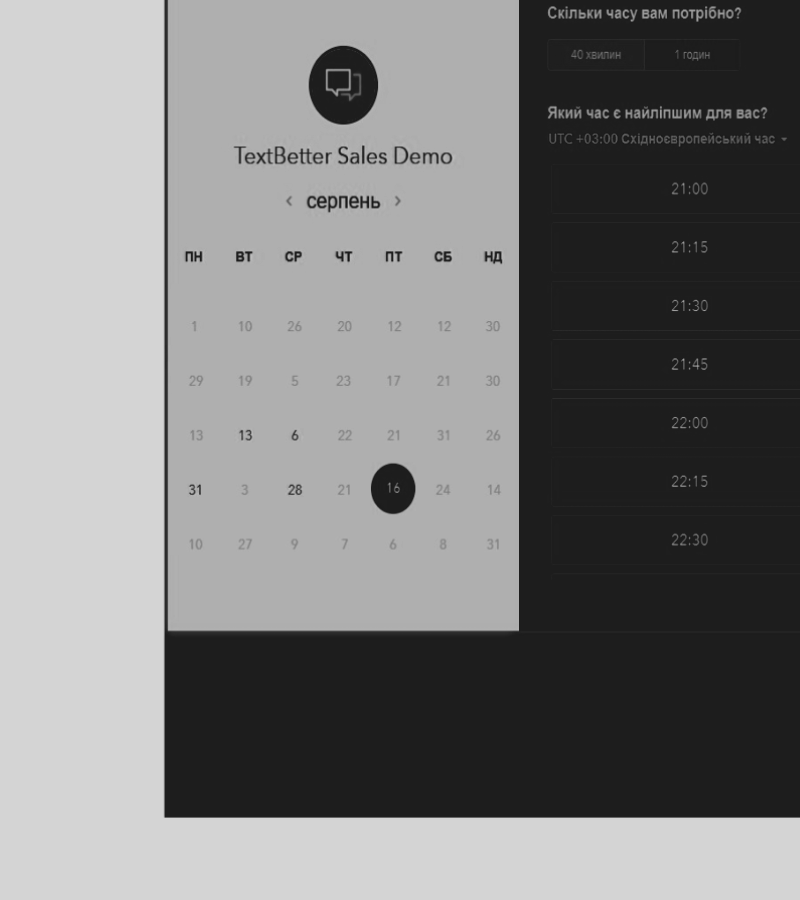 TextBetter Sales Demo
‹ серпень ›
ПН ВТ СР ЧТ ПТ СБ НД
1 10 26 20 12 12 30
29 19 5 23 17 21 30
13 13 6 22 21 31 26
31 3 28 21 16 24 14
10 27 9 7 6 8 31
Скільки часу вам потрібно?
40 хвилин 1 годин
Який час є найліпшим для вас?
UTC +03:00 Східноєвропейський час
21:00
21:15
21:30
21:45
22:00
22:15
22:30